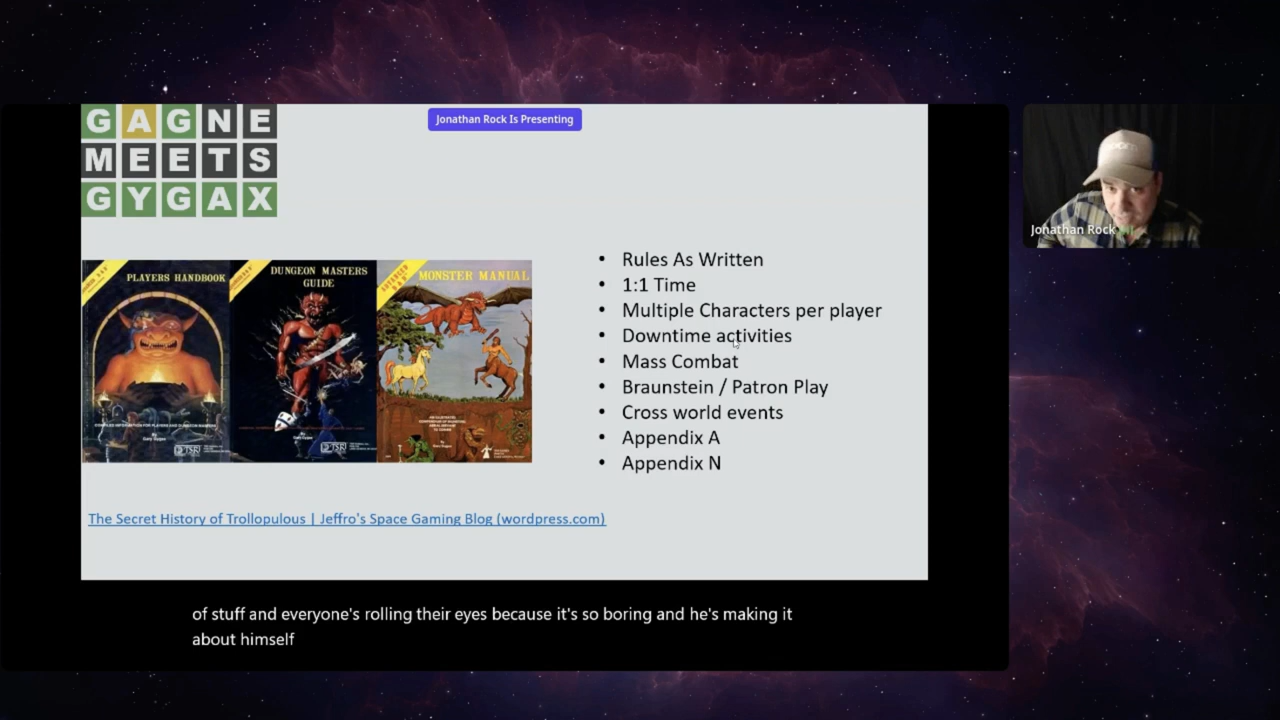 GAGNE
MEETS
GYGAX
Jonathan Rock Is Presenting
Jonathan Rock
PLAYERS HANDBOOK
DUNGEON MASTERS
GUIDE
ADVANCED
MONSTER MANUAL
• Rules As Written
• 1:1 Time
• Multiple Characters per player
• Downtime activities
• Mass Combat
• Braunstein / Patron Play
• Cross world events
• Appendix A
• Appendix N
The Secret History of Trollopulous | Jeffro's Space Gaming Blog (wordpress.com)
of stuff and everyone's rolling their eyes because it's so boring and he's making it
about himself